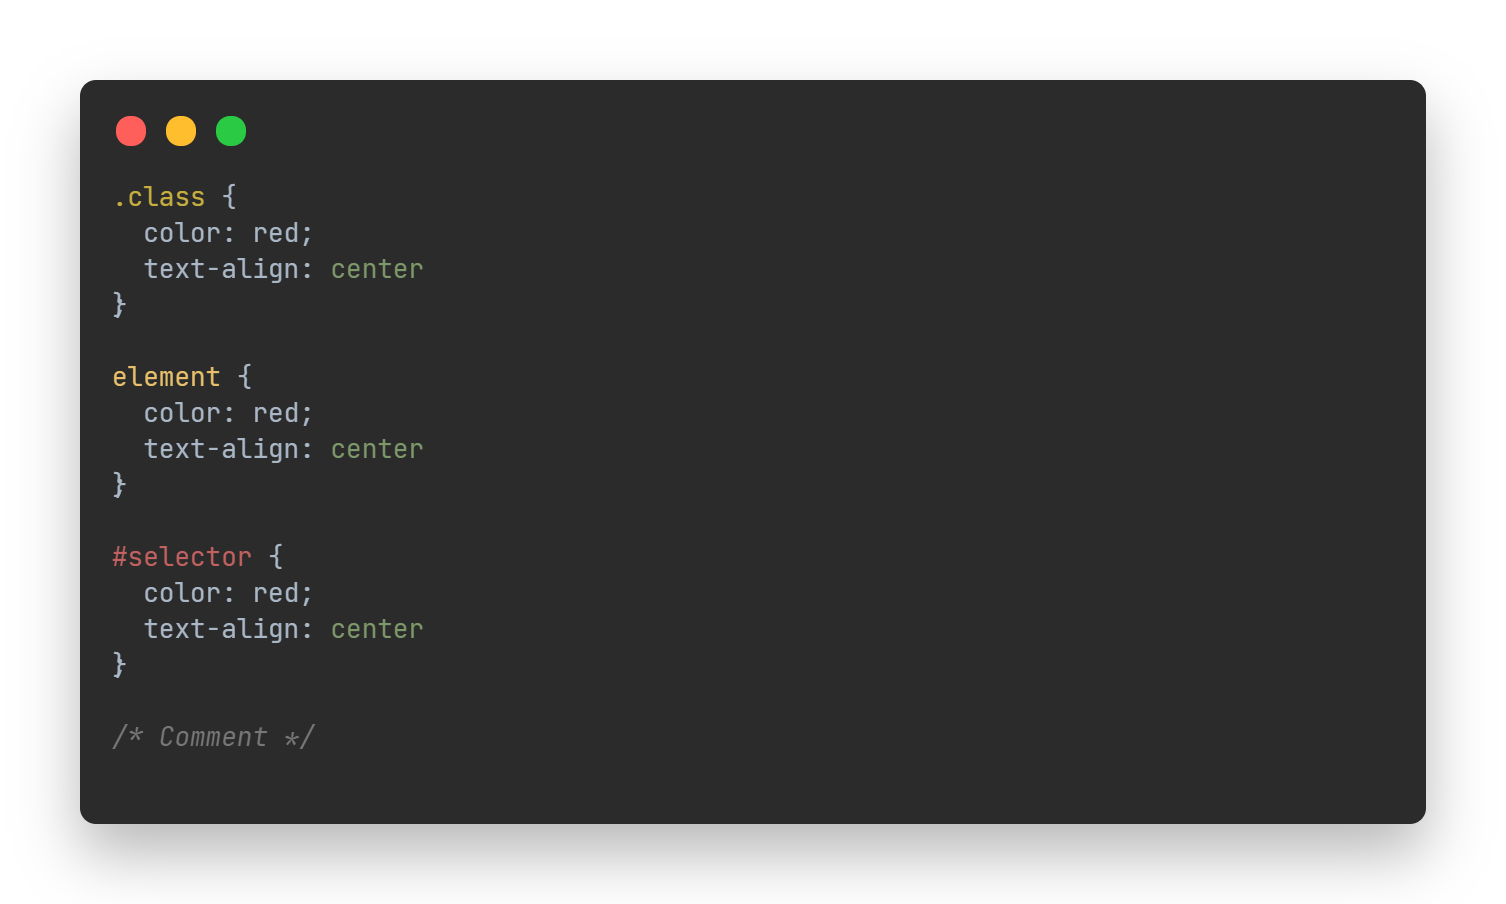 .class {
  color: red;
  text-align: center
}
element {
  color: red;
  text-align: center
}
#selector {
  color: red;
  text-align: center
}
/* Comment */